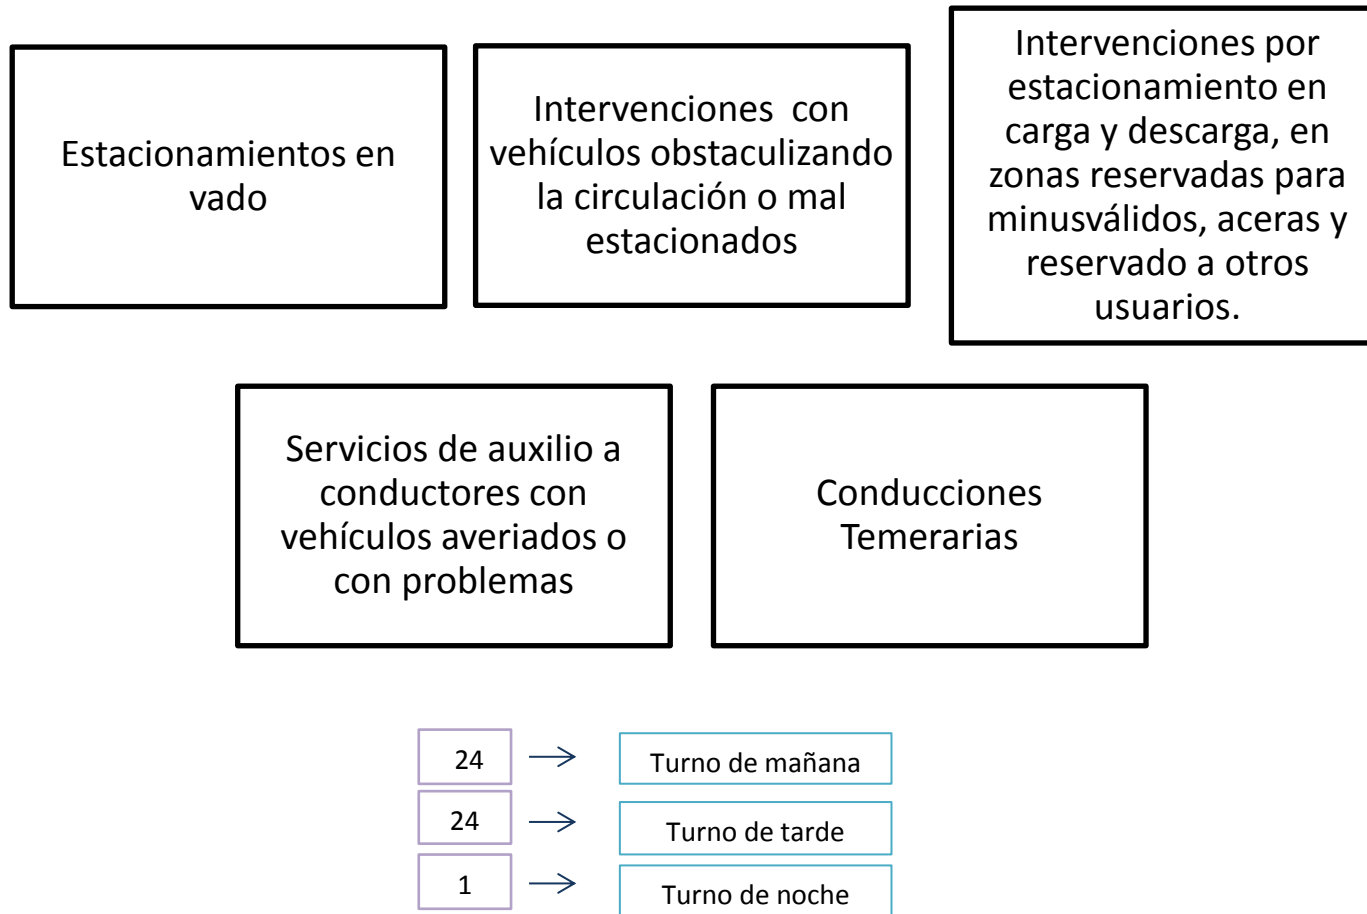 Estacionamientos en
vado
Intervenciones con
vehículos obstaculizando
la circulación o mal
estacionados
Intervenciones por
estacionamiento en
carga y descarga, en
zonas reservadas para
minusválidos, aceras y
reservado a otros
usuarios.
Servicios de auxilio a
conductores con
vehículos averiados o
con problemas
Conducciones
Temerarias
24 → Turno de mañana
24 → Turno de tarde
1 → Turno de noche